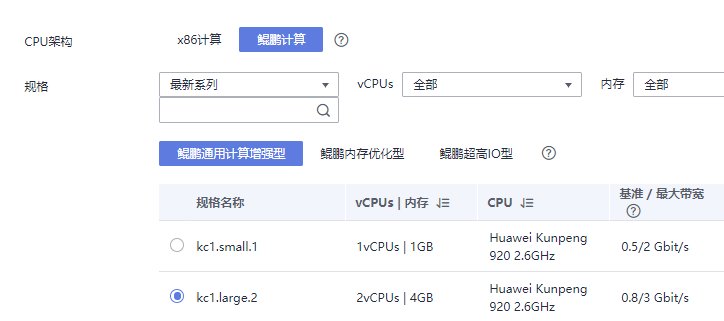 CPU架构 x86计算 鲲鹏计算 ?
规格 最新系列 vCPUs 全部 内存 全部
鲲鹏通用计算增强型 鲲鹏内存优化型 鲲鹏超高IO型 ?
规格名称 vCPUs | 内存 CPU 基准 / 最大带宽 ?
kc1.small.1 1vCPUs | 1GB Huawei Kunpeng 920 2.6GHz 0.5/2 Gbit/s
kc1.large.2 2vCPUs | 4GB Huawei Kunpeng 920 2.6GHz 0.8/3 Gbit/s